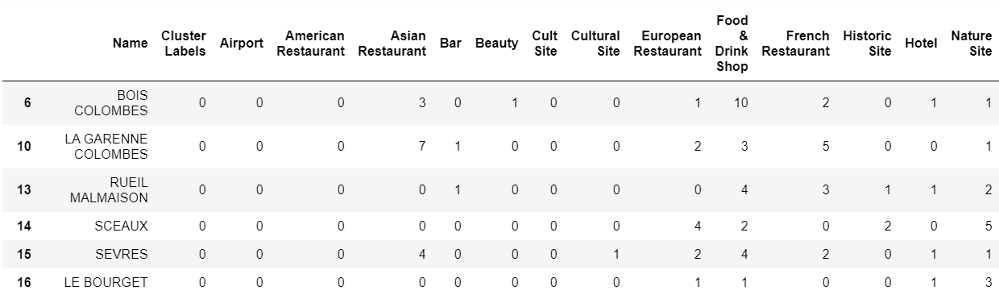 Name Cluster Labels Airport American Restaurant Asian Restaurant Bar Beauty Cult Site Cultural Site European Restaurant Food & Drink Shop French Restaurant Historic Site Hotel Nature Site
6 BOIS COLOMBES 0 0 0 3 0 1 0 0 1 10 2 0 1 1
10 LA GARENNE COLOMBES 0 0 0 7 1 0 0 0 2 3 5 0 0 1
13 RUEIL MALMAISON 0 0 0 0 1 0 0 0 0 4 3 1 1 2
14 SCEAUX 0 0 0 0 0 0 0 0 4 2 0 2 0 5
15 SEVRES 0 0 0 4 0 0 0 1 2 4 2 0 1 1
16 LE BOURGET 0 0 0 0 0 0 0 0 1 1 0 0 1 3